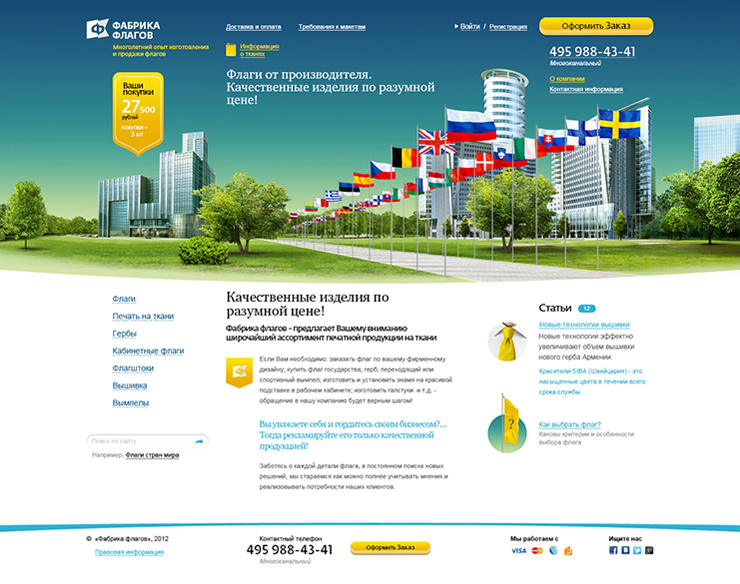 ФАБРИКА
ФЛАГОВ
Многолетний опыт изготовления
и продажи флагов
Доставка и оплата
Требования к макетам
Информация
о тканях
Войти / Регистрация
Оформить Заказ
495 988-43-41
Многоканальный
О компании
Контактная информация
Ваши
покупки
27 500
рублей
покупки –
3 шт
Флаги от производителя.
Качественные изделия по разумной
цене!
Флаги
Печать на ткани
Гербы
Кабинетные флаги
Флагштоки
Вышивка
Вымпелы
Поиск по сайту
Например, Флаги стран мира
Качественные изделия по
разумной цене!
Фабрика флагов - предлагает Вашему вниманию
широчайший ассортимент печатной продукции на ткани
Если Вам необходимо: заказать флаг по вашему фирменному
дизайну; купить флаг государства; герб; переходящий или
спортивный вымпел; изготовить и установить знамя на красивой
подставке в рабочем кабинете; изготовить галстуки и т.д. -
обращение в нашу компанию будет верным шагом!
Вы уважаете себя и гордитесь своим бизнесом?....
Тогда рекламируйте его только качественной
продукцией!
Заботясь о каждой детали флага, в постоянном поиске новых
решений, мы стараемся как можно полнее учитывать мнения и
реализовывать потребности наших клиентов.
Статьи 12
Новые технологии вышивки
Новые технологии эффектно
увеличивают объем вышивки
нового герба Армении.
Красители SIBA (Швейцария) - это
насыщенные цвета в течении всего
срока службы.
?
Как выбрать флаг?
Каковы критерии и особенности
выбора флага
© «Фабрика флагов», 2012
Правовая информация
Контактный телефон
495 988-43-41
Многоканальный
Оформить Заказ
Мы работаем с
VISA
Ищите нас